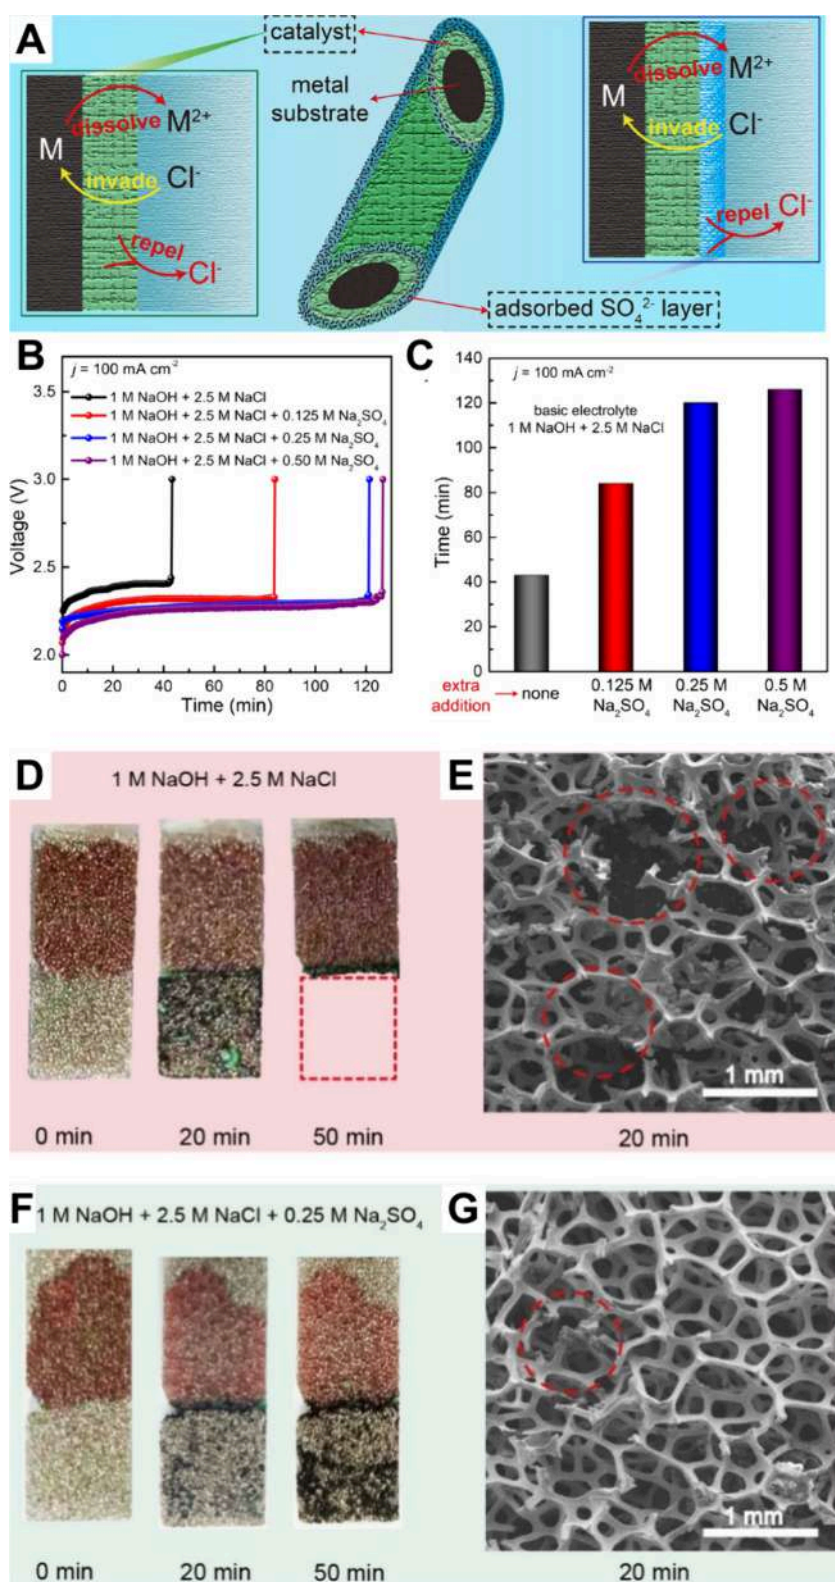 A
catalyst
metal
substrate
dissolve
M
M²⁺
invade
Cl⁻
repel
Cl⁻
dissolve
M²⁺
M
invade
Cl⁻
repel
Cl⁻
adsorbed SO₄²⁻ layer
B
j = 100 mA cm⁻²
1 M NaOH + 2.5 M NaCl
1 M NaOH + 2.5 M NaCl + 0.125 M Na₂SO₄
1 M NaOH + 2.5 M NaCl + 0.25 M Na₂SO₄
1 M NaOH + 2.5 M NaCl + 0.50 M Na₂SO₄
Voltage (V)
3.5
3.0
2.5
2.0
0 20 40 60 80 100 120
Time (min)
C
j = 100 mA cm⁻²
basic electrolyte
1 M NaOH + 2.5 M NaCl
Time (min)
140
120
100
80
60
40
20
0
extra
addition
none
0.125 M
Na₂SO₄
0.25 M
Na₂SO₄
0.5 M
Na₂SO₄
D
1 M NaOH + 2.5 M NaCl
0 min 20 min 50 min
E
1 mm
20 min
F
1 M NaOH + 2.5 M NaCl + 0.25 M Na₂SO₄
0 min 20 min 50 min
G
1 mm
20 min